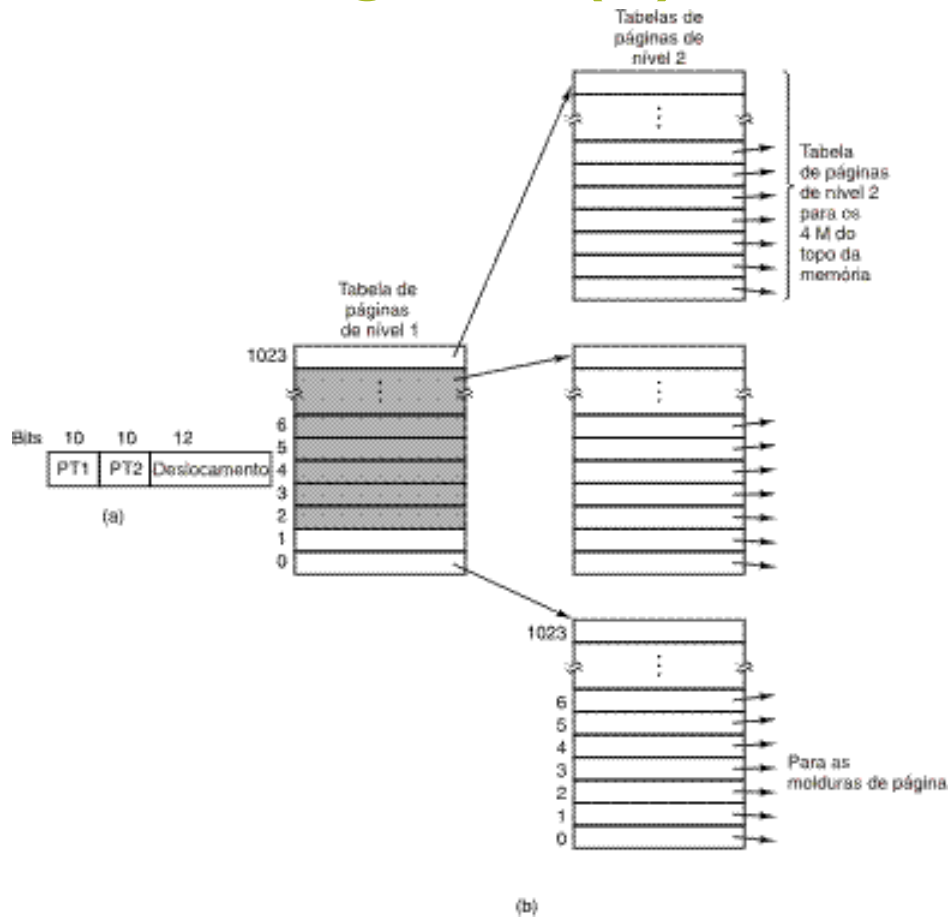 Tabelas de
páginas de
nível 2
Tabela
de páginas
de nível 2
para os
4 M do
topo da
memória
Tabela de
páginas
de nível 1
1023
6
5
4
3
2
1
0
Bits 10 10 12
PT1 PT2 Deslocamento
(a)
1023
6
5
4
3
2
1
0
Para as
molduras de página
(b)